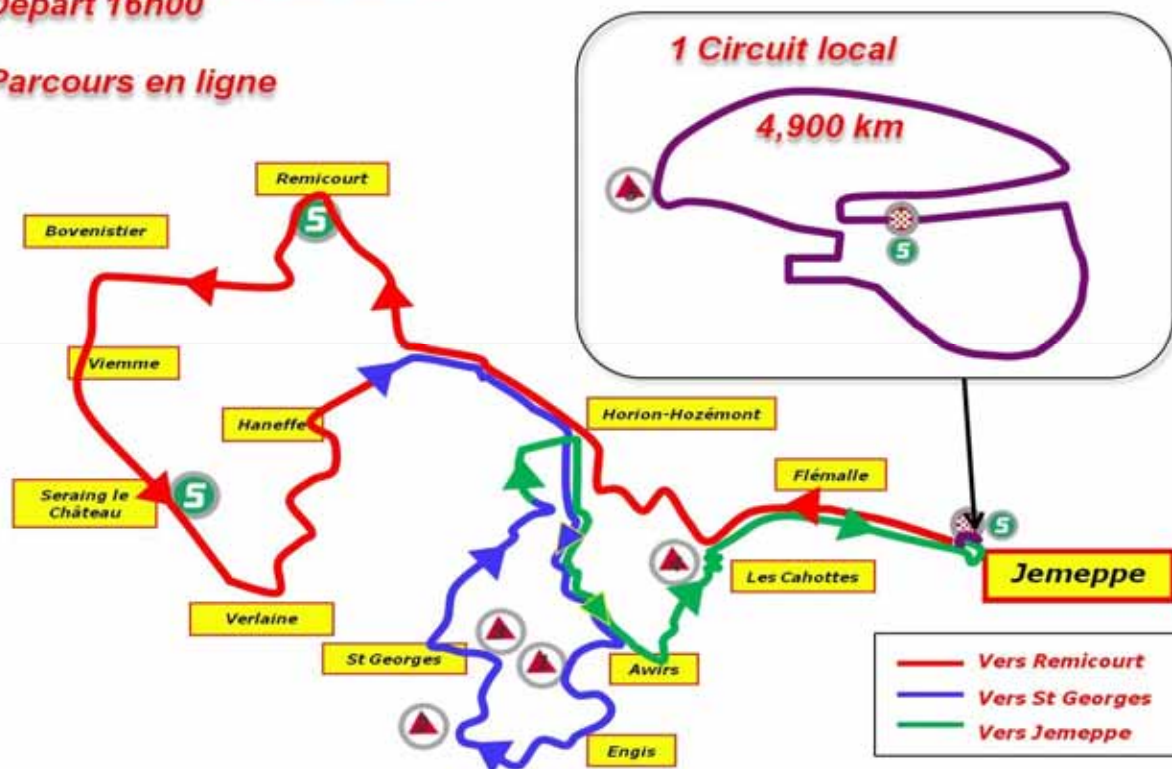 Départ 16h00
Parcours en ligne
1 Circuit local
4,900 km
S
Remicourt
S
Bovenistier
Viemme
Haneffe
Horion-Hozémont
Flémalle
Seraing le
Château
S
S
Les Cahottes
Jemeppe
Verlaine
St Georges
Awirs
Engis
Vers Remicourt
Vers St Georges
Vers Jemeppe